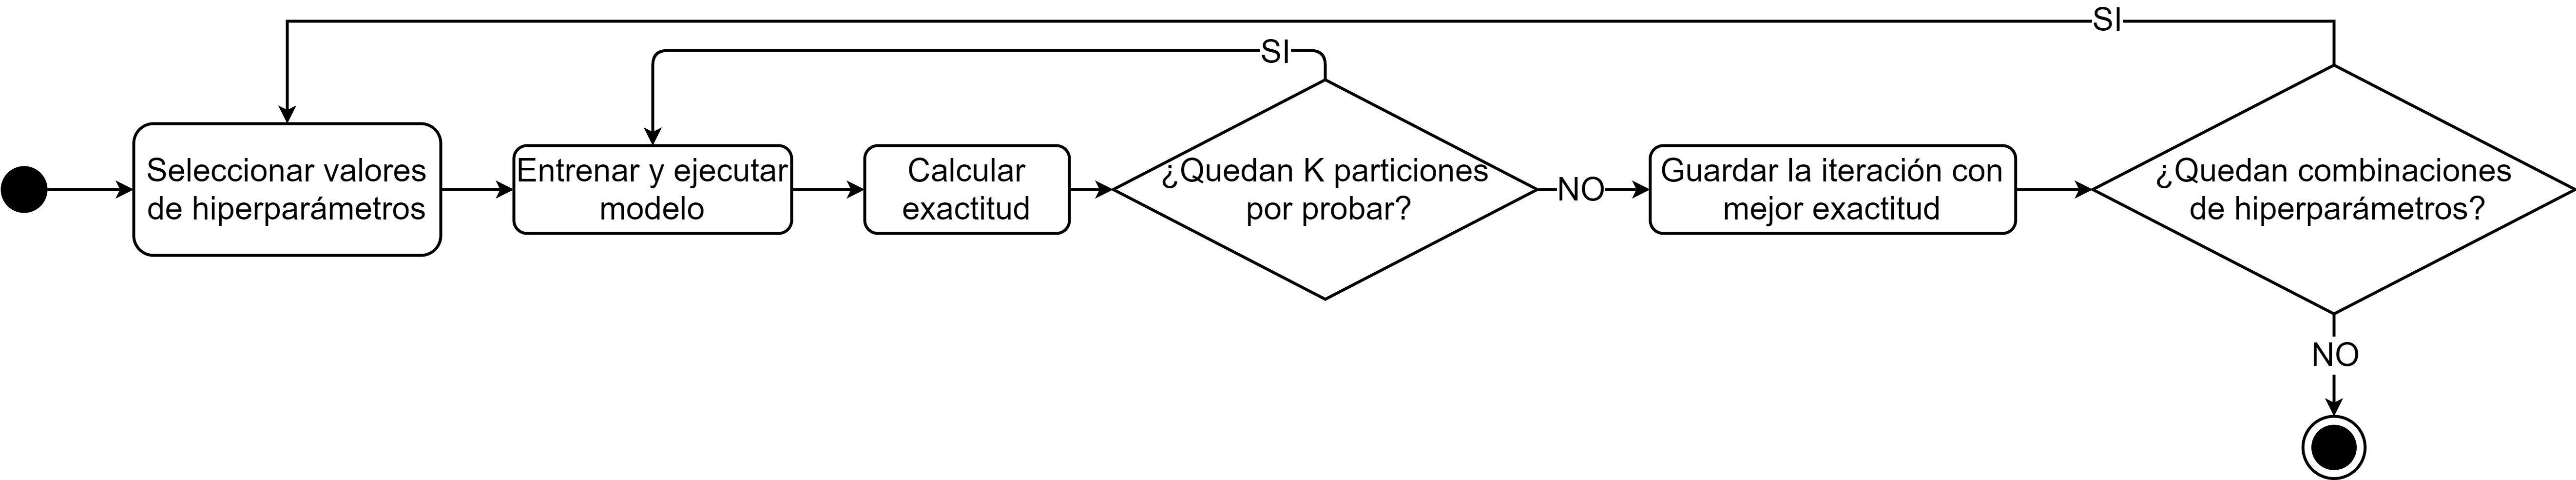 SI
SI
Seleccionar valores
de hiperparámetros
Entrenar y ejecutar
modelo
Calcular
exactitud
¿Quedan K particiones
por probar?
NO
Guardar la iteración con
mejor exactitud
¿Quedan combinaciones
de hiperparámetros?
NO